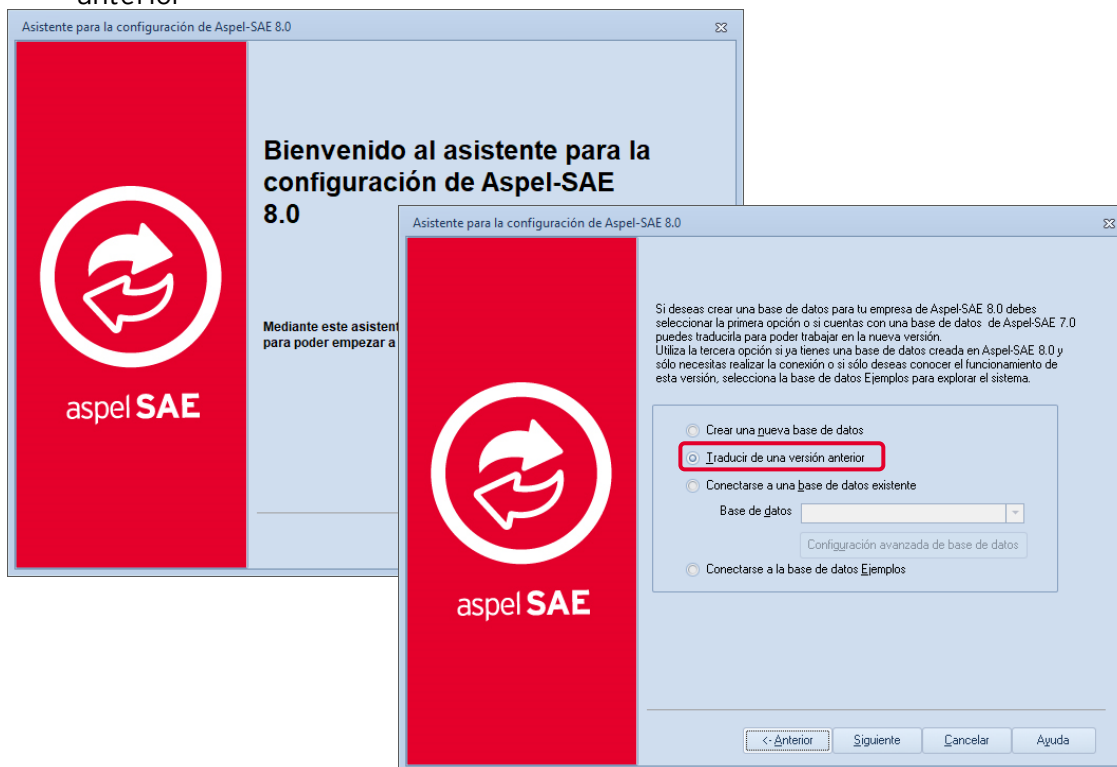 anterior
Asistente para la configuración de Aspel-SAE 8.0
Bienvenido al asistente para la
configuración de Aspel-SAE
8.0
Mediante este asistent
para poder empezar a
aspel SAE
Asistente para la configuración de Aspel-SAE 8.0
Si deseas crear una base de datos para tu empresa de Aspel-SAE 8.0 debes
seleccionar la primera opción o si cuentas con una base de datos de Aspel-SAE 7.0
puedes traducirla para poder trabajar en la nueva versión.
Utiliza la tercera opción si ya tienes una base de datos creada en Aspel-SAE 8.0 y
sólo necesitas realizar la conexión o si sólo deseas conocer el funcionamiento de
esta versión, selecciona la base de datos Ejemplos para explorar el sistema.
Crear una nueva base de datos
Traducir de una versión anterior
Conectarse a una base de datos existente
Base de datos
Configuración avanzada de base de datos
Conectarse a la base de datos Ejemplos
aspel SAE
<- Anterior
Siguiente
Cancelar
Ayuda